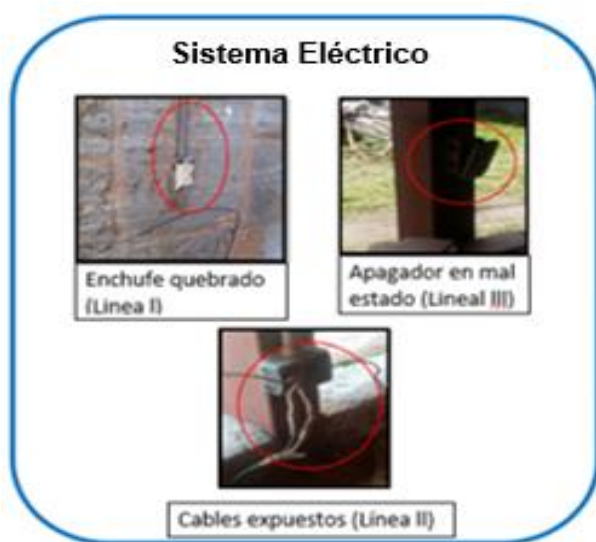 Sistema Eléctrico
Enchufe quebrado
(Linea I)
Apagador en mal
estado (Lineal III)
Cables expuestos (Línea II)